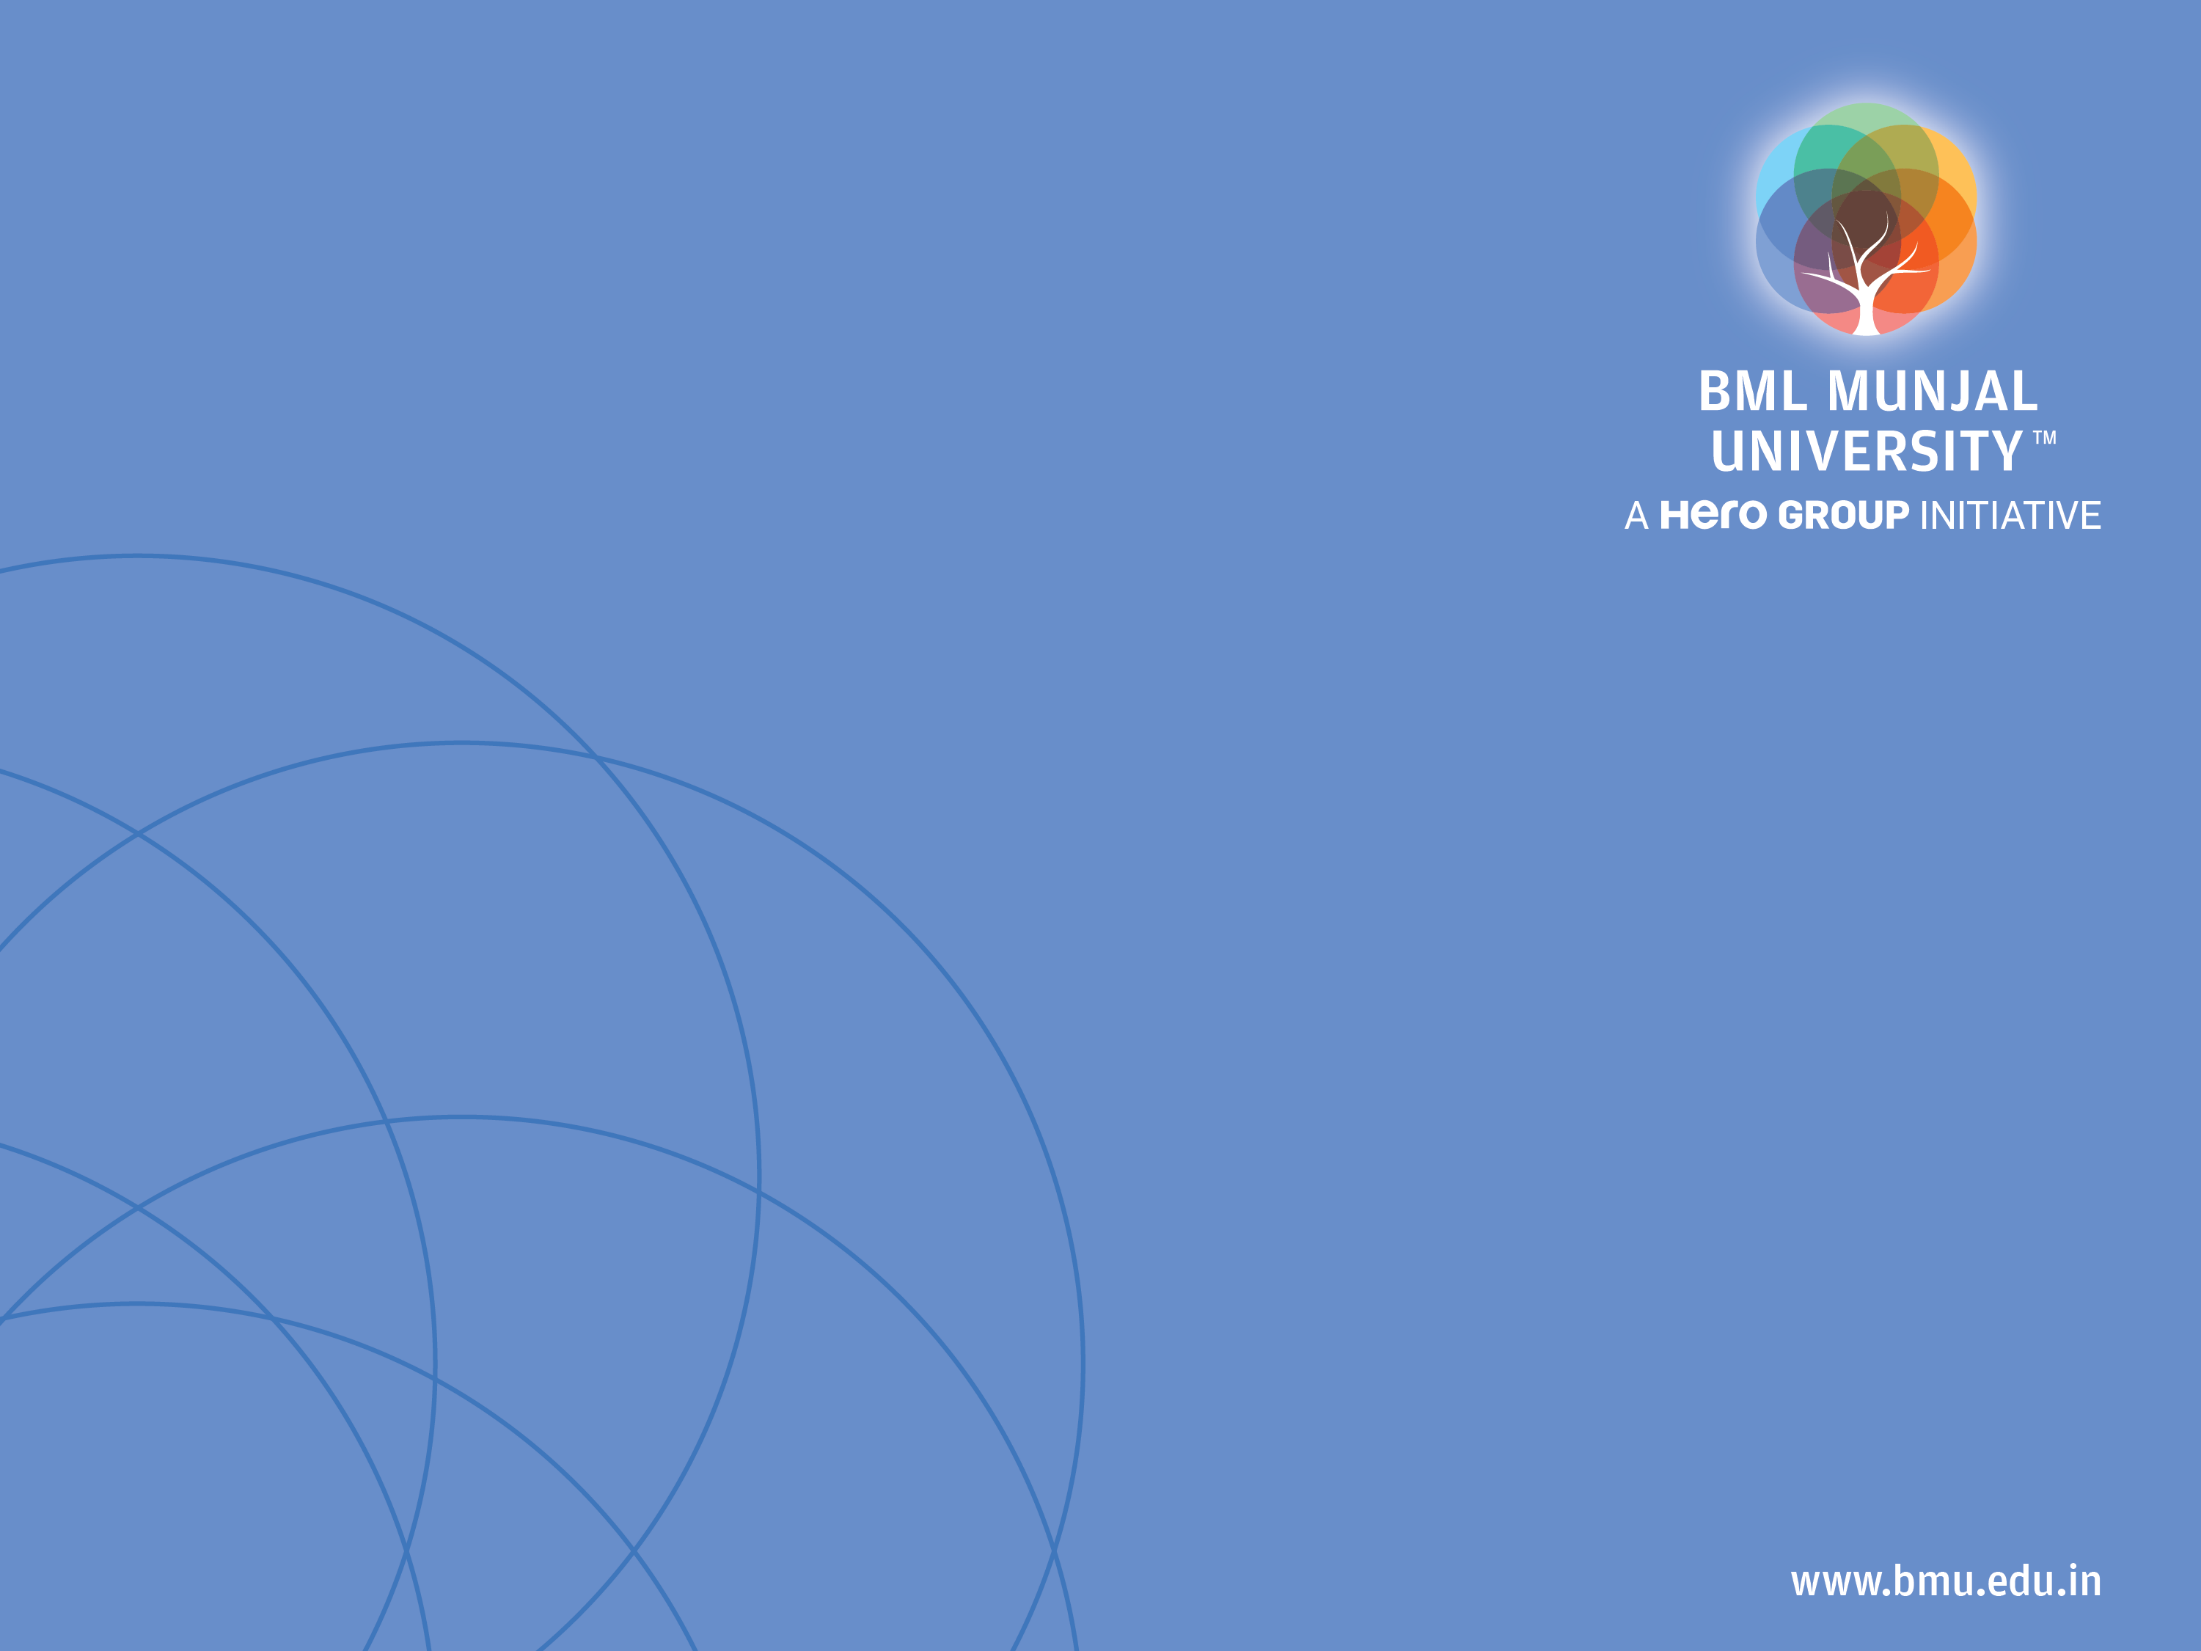 BML MUNJAL
UNIVERSITY™
A Hero GROUP INITIATIVE
www.bmu.edu.in